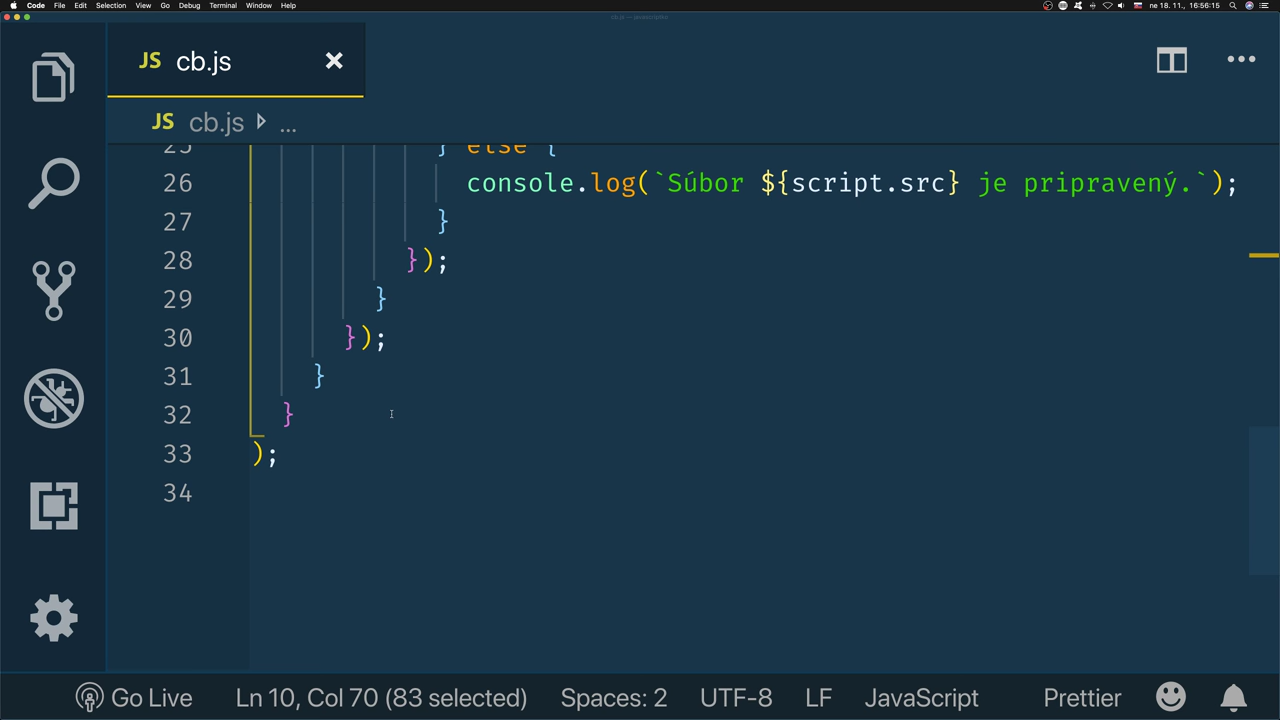 Code File Edit Selection View Go Debug Terminal Window Help ne 18. 11., 16:56:15
JS cb.js
JS cb.js ...
25 } else {
26 console.log(`Súbor ${script.src} je pripravený.`);
27 }
28 });
29 }
30 });
31 }
32 }
33 );
34
Go Live Ln 10, Col 70 (83 selected) Spaces: 2 UTF-8 LF JavaScript Prettier